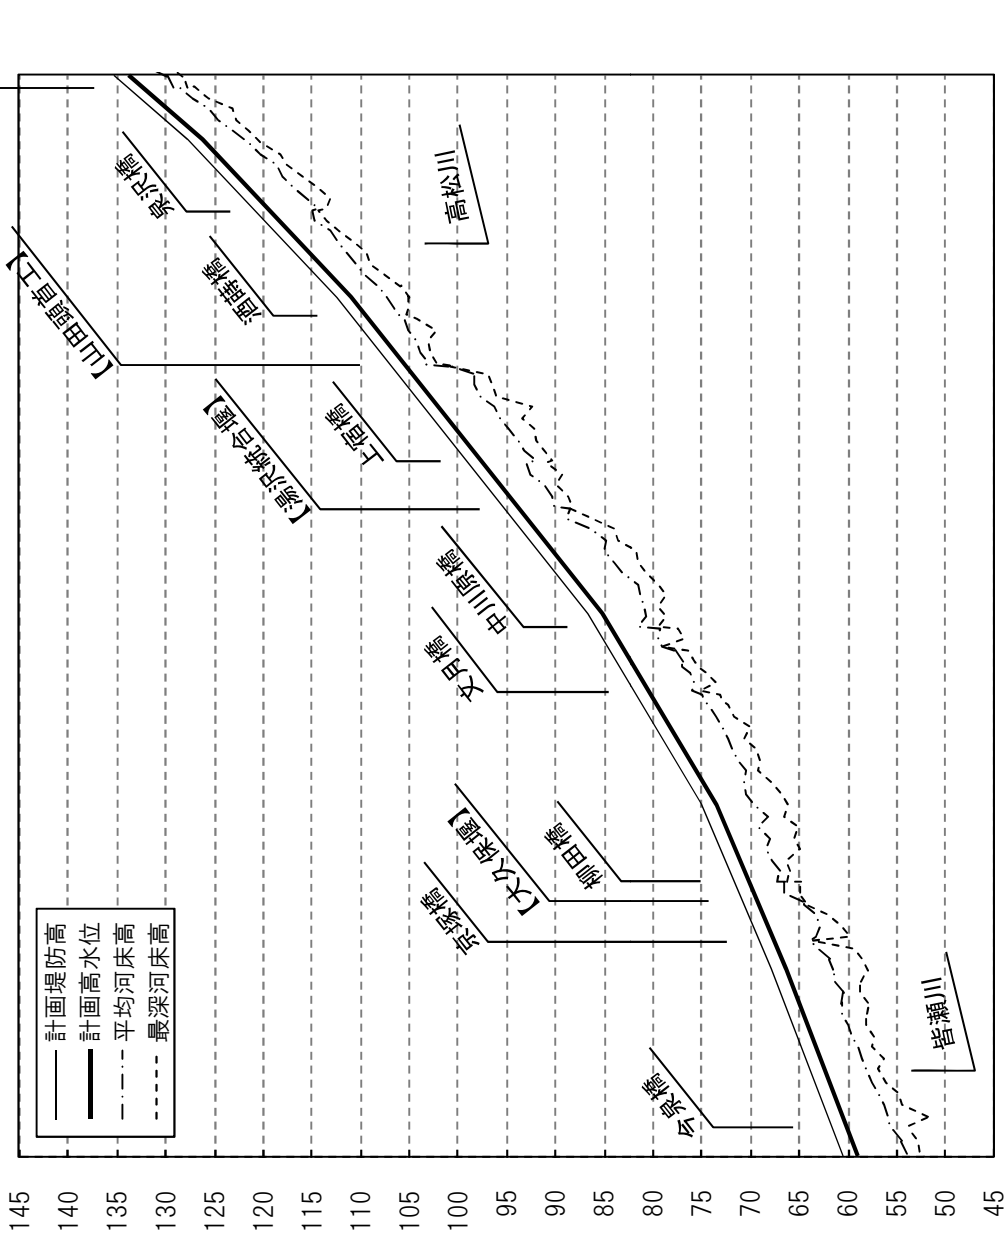 計画堤防高
計画高水位
平均河床高
最深河床高
145
140
135
130
125
120
115
110
105
100
95
90
85
80
75
70
65
60
55
50
45
今泉橋
京塚橋
【大久保堰】
柳田橋
文月橋
中川原橋
【湯沢統合堰】
上宿橋
【山田頭首工】
酒蒔橋
泉沢橋
皆瀬川
高松川